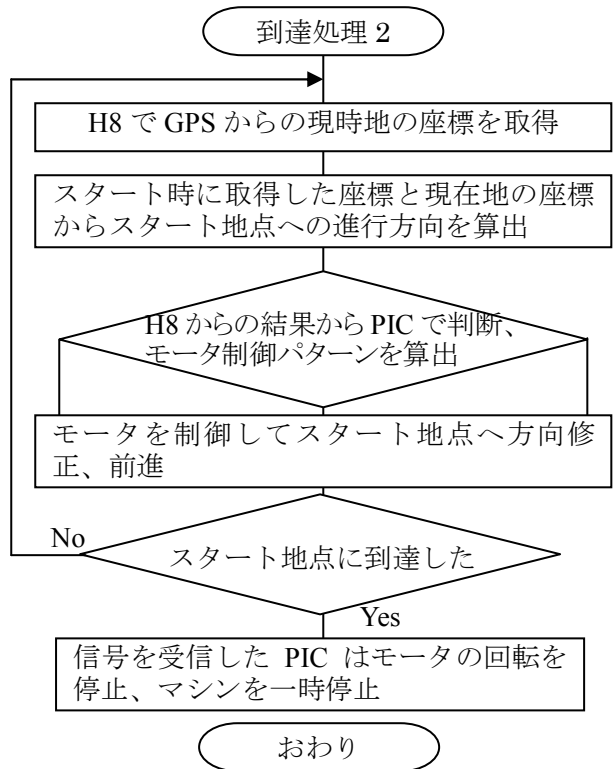 到達処理 2
H8 で GPS からの現時地の座標を取得
スタート時に取得した座標と現在地の座標
からスタート地点への進行方向を算出
H8 からの結果から PIC で判断、
モータ制御パターンを算出
モータを制御してスタート地点へ方向修
正、前進
No
スタート地点に到達した
Yes
信号を受信した PIC はモータの回転を
停止、マシンを一時停止
おわり